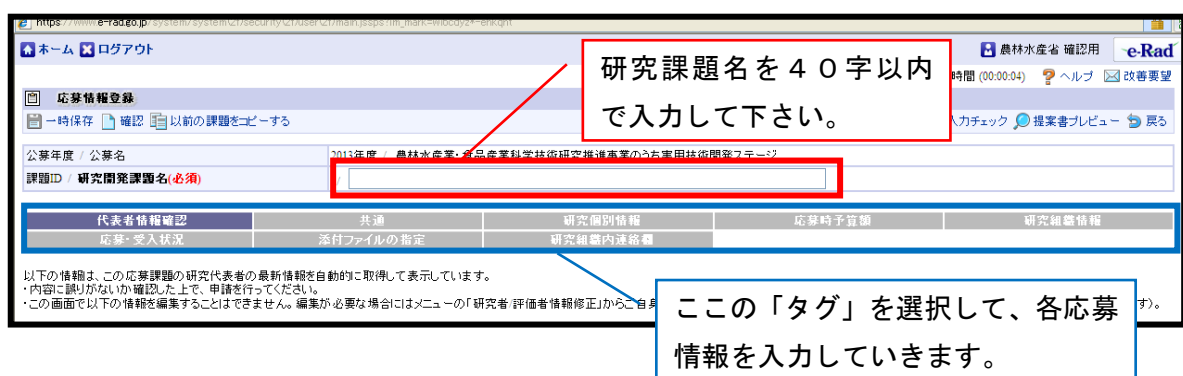 https://www.e-rad.go.jp/system/system%2f/security%2f/user%2f/main.jssps?im_mark=
ホーム ログアウト
農林水産省 確認用 e-Rad
時間 (00:00:04) ヘルプ 改善要望
研究課題名を４０字以内
で入力して下さい。
応募情報登録
一時保存 確認 以前の課題をコピーする
入力チェック 提案書プレビュー 戻る
公募年度 / 公募名 2013年度 / 農林水産業・食品産業科学技術研究推進事業のうち実用技術開発ステージ
課題ID / 研究開発課題名(必須) /
代表者情報確認 共通 研究個別情報 応募時予算額 研究組織情報
応募・受入状況 添付ファイルの指定 研究組織内連絡欄
以下の情報は、この応募課題の研究代表者の最新情報を自動的に取得して表示しています。
・内容に誤りがないか確認した上で、申請を行ってください。
・この画面で以下の情報を編集することはできません。編集が必要な場合にはメニューの「研究者/評価者情報修正」からご自身 す)。
ここの「タグ」を選択して、各応募
情報を入力していきます。